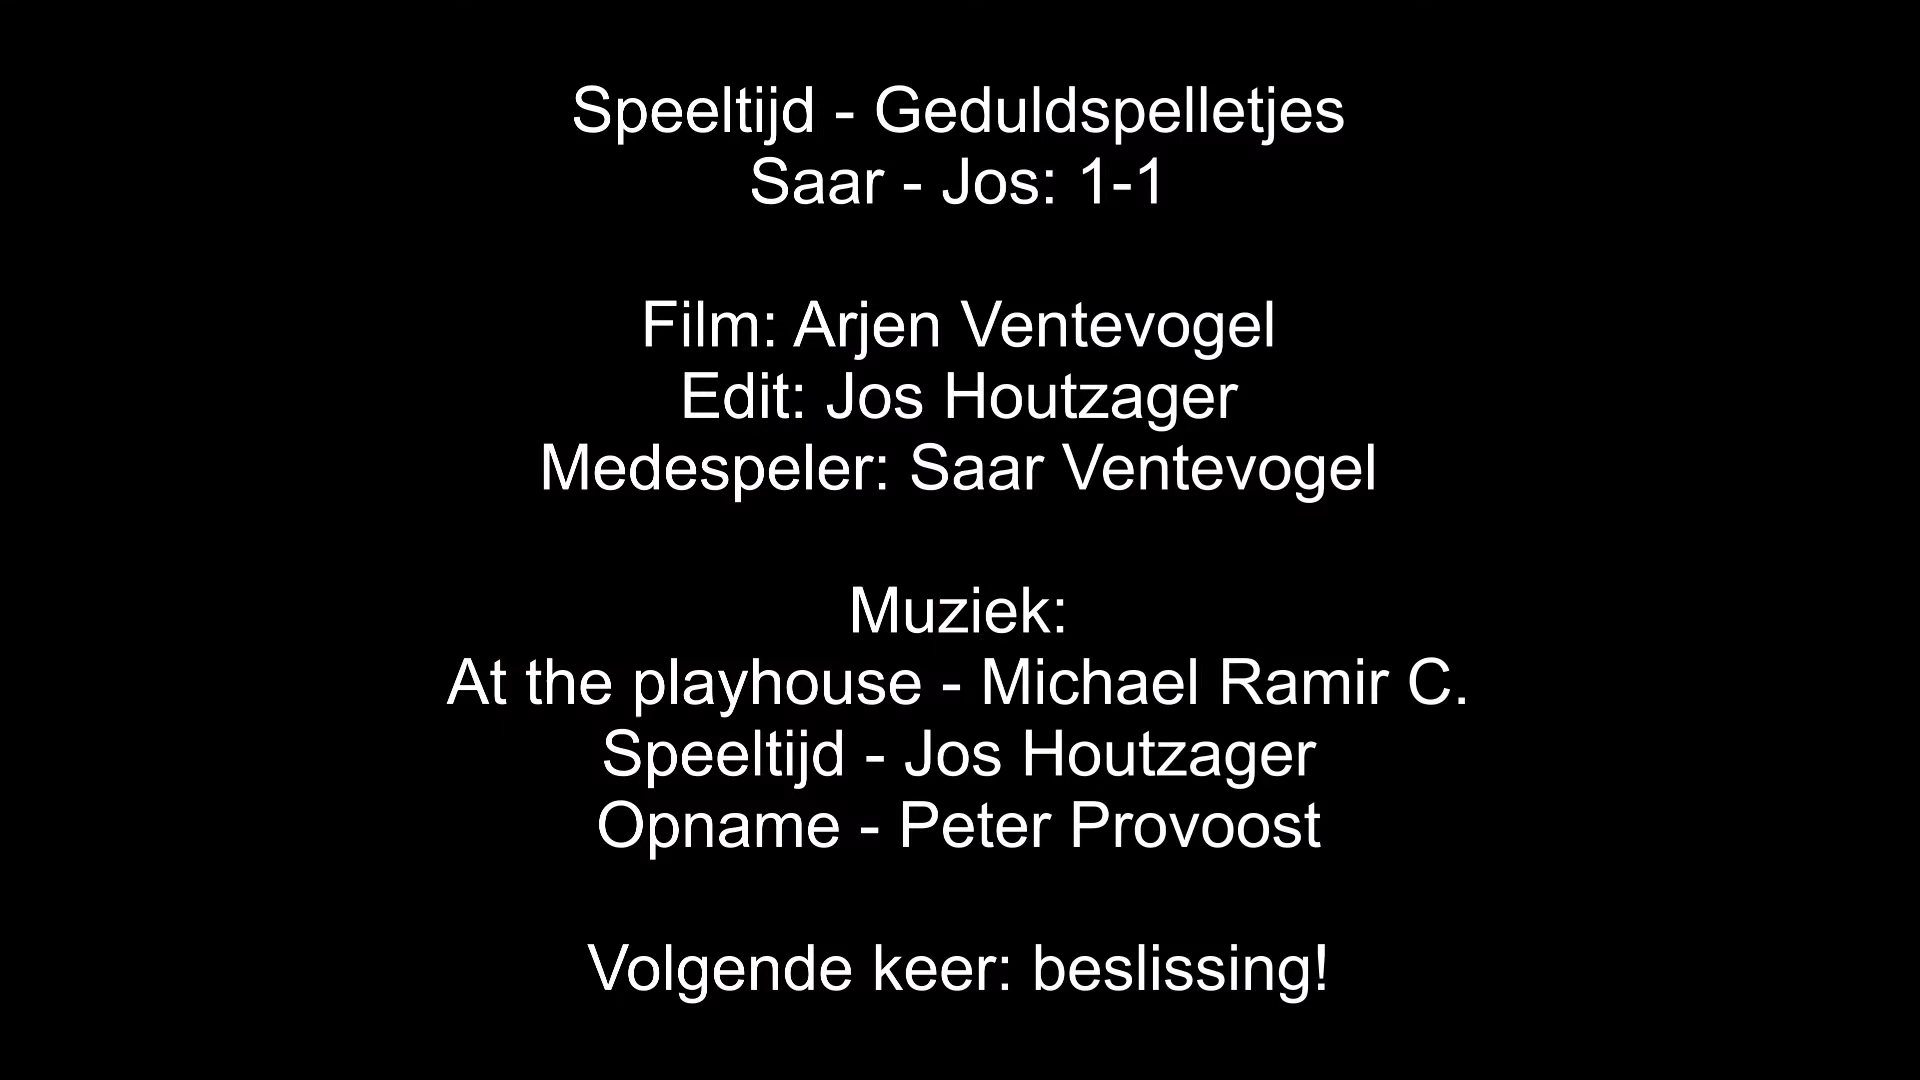 Speeltijd - Geduldspelletjes
Saar - Jos: 1-1
Film: Arjen Ventevogel
Edit: Jos Houtzager
Medespeler: Saar Ventevogel
Muziek:
At the playhouse - Michael Ramir C.
Speeltijd - Jos Houtzager
Opname - Peter Provoost
Volgende keer: beslissing!